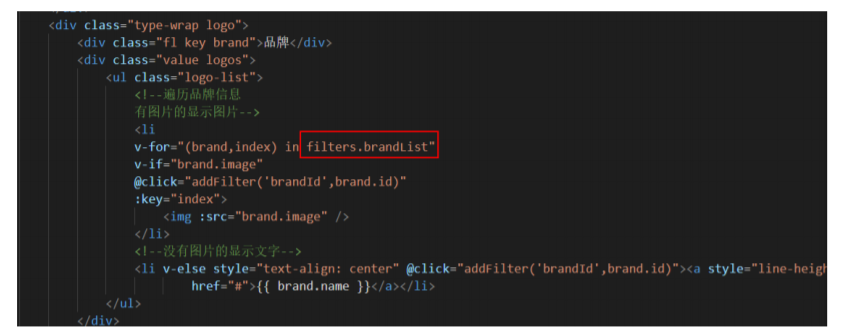 <div class="type-wrap logo">
<div class="fl key brand">品牌</div>
<div class="value logos">
<ul class="logo-list">
<!--遍历品牌信息
有图片的显示图片-->
<li
v-for="(brand,index) in filters.brandList"
v-if="brand.image"
@click="addFilter('brandId',brand.id)"
:key="index">
<img :src="brand.image" />
</li>
<!--没有图片的显示文字-->
<li v-else style="text-align: center" @click="addFilter('brandId',brand.id)"><a style="line-heigh
href="#">{{ brand.name }}</a></li>
</ul>
</div>